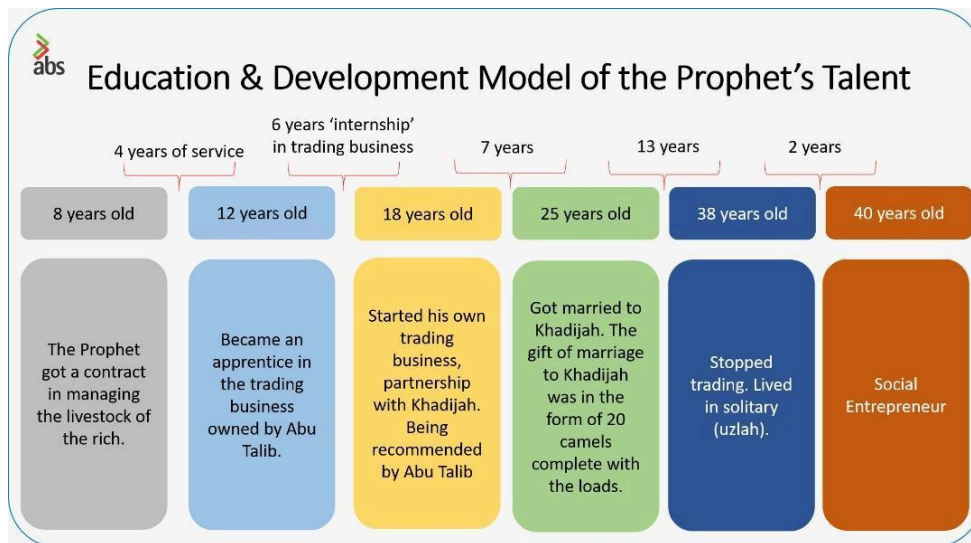 abs
Education & Development Model of the Prophet's Talent
4 years of service
6 years 'internship'
in trading business
7 years
13 years
2 years
8 years old
12 years old
18 years old
25 years old
38 years old
40 years old
The Prophet
got a contract
in managing
the livestock of
the rich.
Became an
apprentice in
the trading
business
owned by Abu
Talib.
Started his own
trading
business,
partnership
with Khadijah.
Being
recommended
by Abu Talib
Got married to
Khadijah. The
gift of marriage
to Khadijah
was in the
form of 20
camels
complete with
the loads.
Stopped
trading. Lived
in solitary
(uzlah).
Social
Entrepreneur